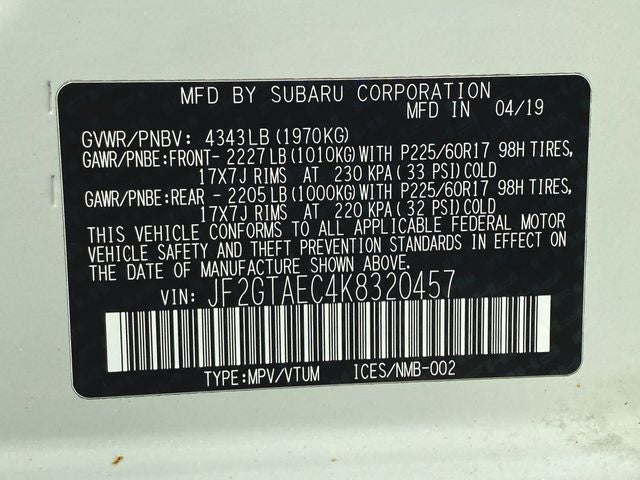 MFD BY SUBARU CORPORATION
MFD IN 04/19
GVWR/PNBV: 4343LB (1970KG)
GAWR/PNBE:FRONT- 2227LB (1010KG)WITH P225/60R17 98H TIRES,
17X7J RIMS AT 230 KPA (33 PSI) COLD
GAWR/PNBE:REAR - 2205LB (1000KG)WITH P225/60R17 98H TIRES,
17X7J RIMS AT 220 KPA (32 PSI) COLD
THIS VEHICLE CONFORMS TO ALL APPLICABLE FEDERAL MOTOR
VEHICLE SAFETY AND THEFT PREVENTION STANDARDS IN EFFECT ON
THE DATE OF MANUFACTURE SHOWN ABOVE.
VIN: JF2GTAEC4K8320457
TYPE:MPV/VTUM ICES/NMB-002